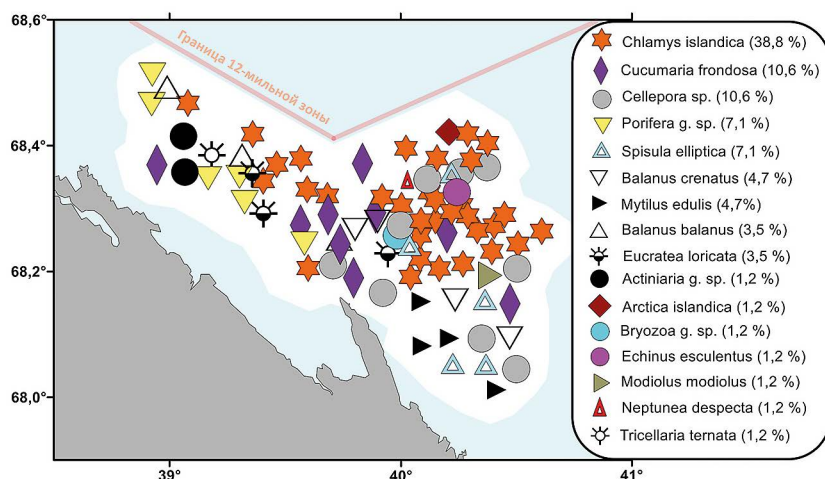 68,6°
68,4°
68,2°
68,0°
39°
40°
41°
Граница 12-мильной зоны
Chlamys islandica (38,8 %)
Cucumaria frondosa (10,6 %)
Cellepora sp. (10,6 %)
Porifera g. sp. (7,1 %)
Spisula elliptica (7,1 %)
Balanus crenatus (4,7 %)
Mytilus edulis (4,7%)
Balanus balanus (3,5 %)
Eucratea loricata (3,5 %)
Actiniaria g. sp. (1,2 %)
Arctica islandica (1,2 %)
Bryozoa g. sp. (1,2 %)
Echinus esculentus (1,2 %)
Modiolus modiolus (1,2 %)
Neptunea despecta (1,2 %)
Tricellaria ternata (1,2 %)